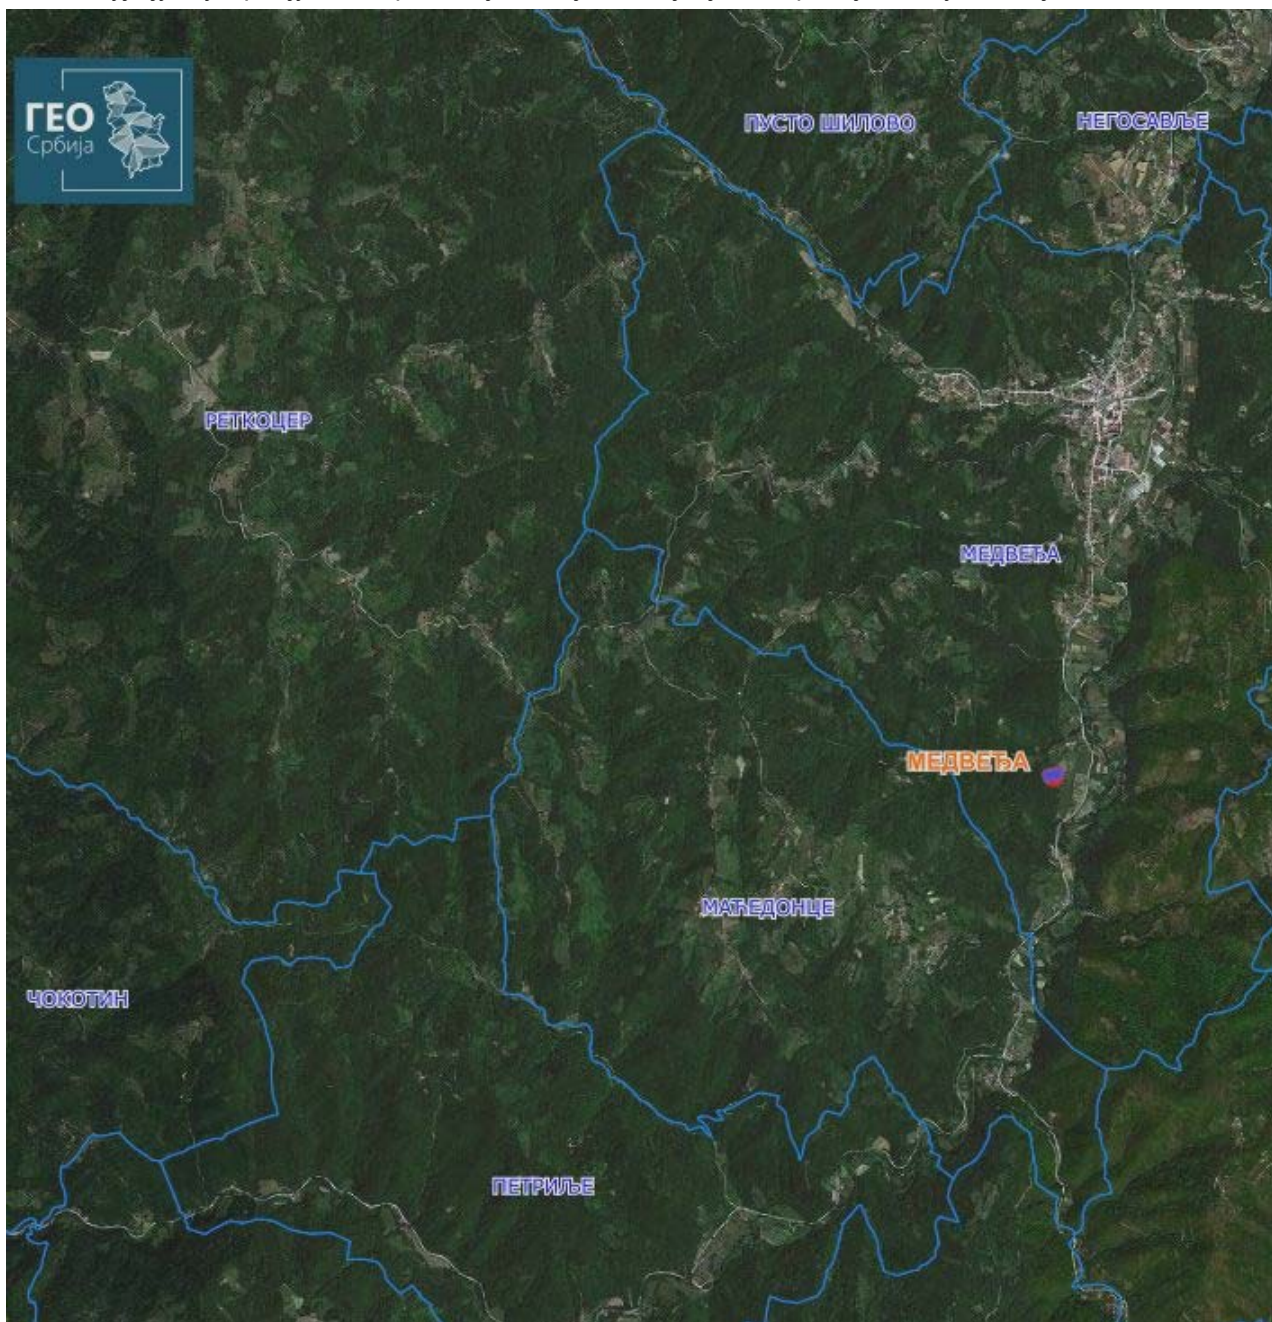 ГЕО
Србија
ПУСТО ШИЛОВО
НЕГОСАВЉЕ
РЕТКОЦЕР
МЕДВЕЂА
МЕДВЕЂА
МАЋЕДОНЦЕ
ЧОКОТИН
ПЕТРИЉЕ